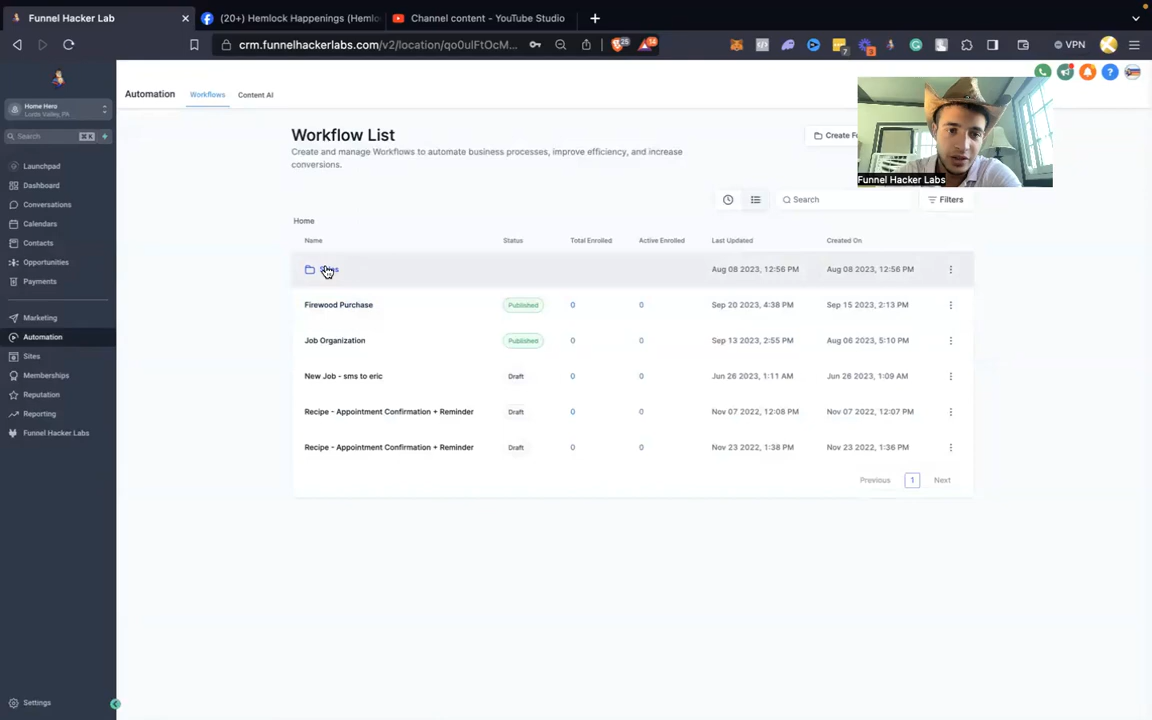 Funnel Hacker Lab
(20+) Hemlock Happenings (Hemlo
Channel content - YouTube Studio
crm.funnelhackerlabs.com/v2/location/qo0ulFtOcM...
25
14
7
3
VPN
Home Hero
Lords Valley, PA
Search
⌘K
Launchpad
Dashboard
Conversations
Calendars
Contacts
Opportunities
Payments
Marketing
Automation
Sites
Memberships
Reputation
Reporting
Funnel Hacker Labs
Settings
Automation
Workflows
Content AI
Workflow List
Create and manage Workflows to automate business processes, improve efficiency, and increase
conversions.
Create Fo
Funnel Hacker Labs
Search
Filters
Home
Name Status Total Enrolled Active Enrolled Last Updated Created On
Aug 08 2023, 12:56 PM Aug 08 2023, 12:56 PM
Firewood Purchase Published 0 0 Sep 20 2023, 4:38 PM Sep 15 2023, 2:13 PM
Job Organization Published 0 0 Sep 13 2023, 2:55 PM Aug 06 2023, 5:10 PM
New Job - sms to eric Draft 0 0 Jun 26 2023, 1:11 AM Jun 26 2023, 1:09 AM
Recipe - Appointment Confirmation + Reminder Draft 0 0 Nov 07 2022, 12:08 PM Nov 07 2022, 12:07 PM
Recipe - Appointment Confirmation + Reminder Draft 0 0 Nov 23 2022, 1:38 PM Nov 23 2022, 1:36 PM
Previous 1 Next